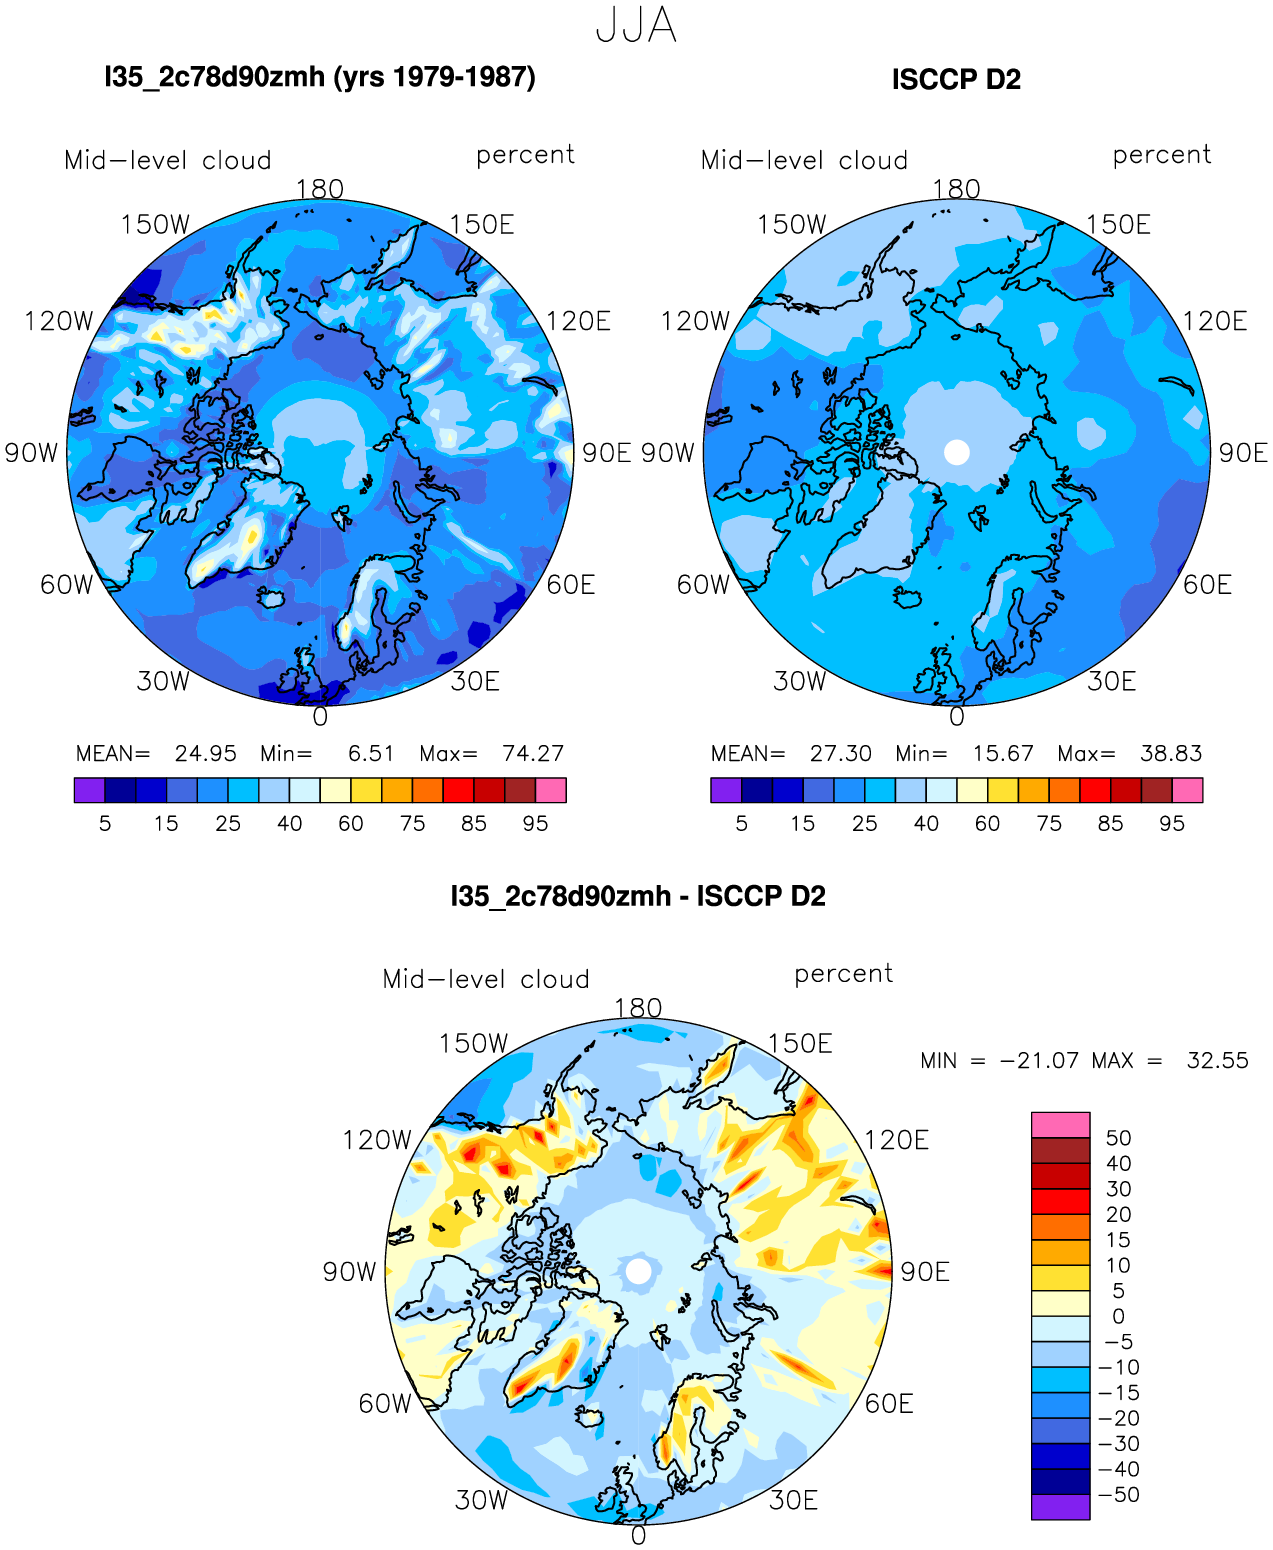 JJA
I35_2c78d90zmh (yrs 1979-1987)
ISCCP D2
Mid-level cloud percent
Mid-level cloud percent
180
150W 150E
120W 120E
90W 90E
60W 60E
30W 30E
0
180
150W 150E
120W 120E
90W 90E
60W 60E
30W 30E
0
MEAN= 24.95 Min= 6.51 Max= 74.27
5 15 25 40 60 75 85 95
MEAN= 27.30 Min= 15.67 Max= 38.83
5 15 25 40 60 75 85 95
I35_2c78d90zmh - ISCCP D2
Mid-level cloud percent
180
150W 150E
120W 120E
90W 90E
60W 60E
30W 30E
0
MIN = -21.07 MAX = 32.55
50
40
30
20
15
10
5
0
-5
-10
-15
-20
-30
-40
-50